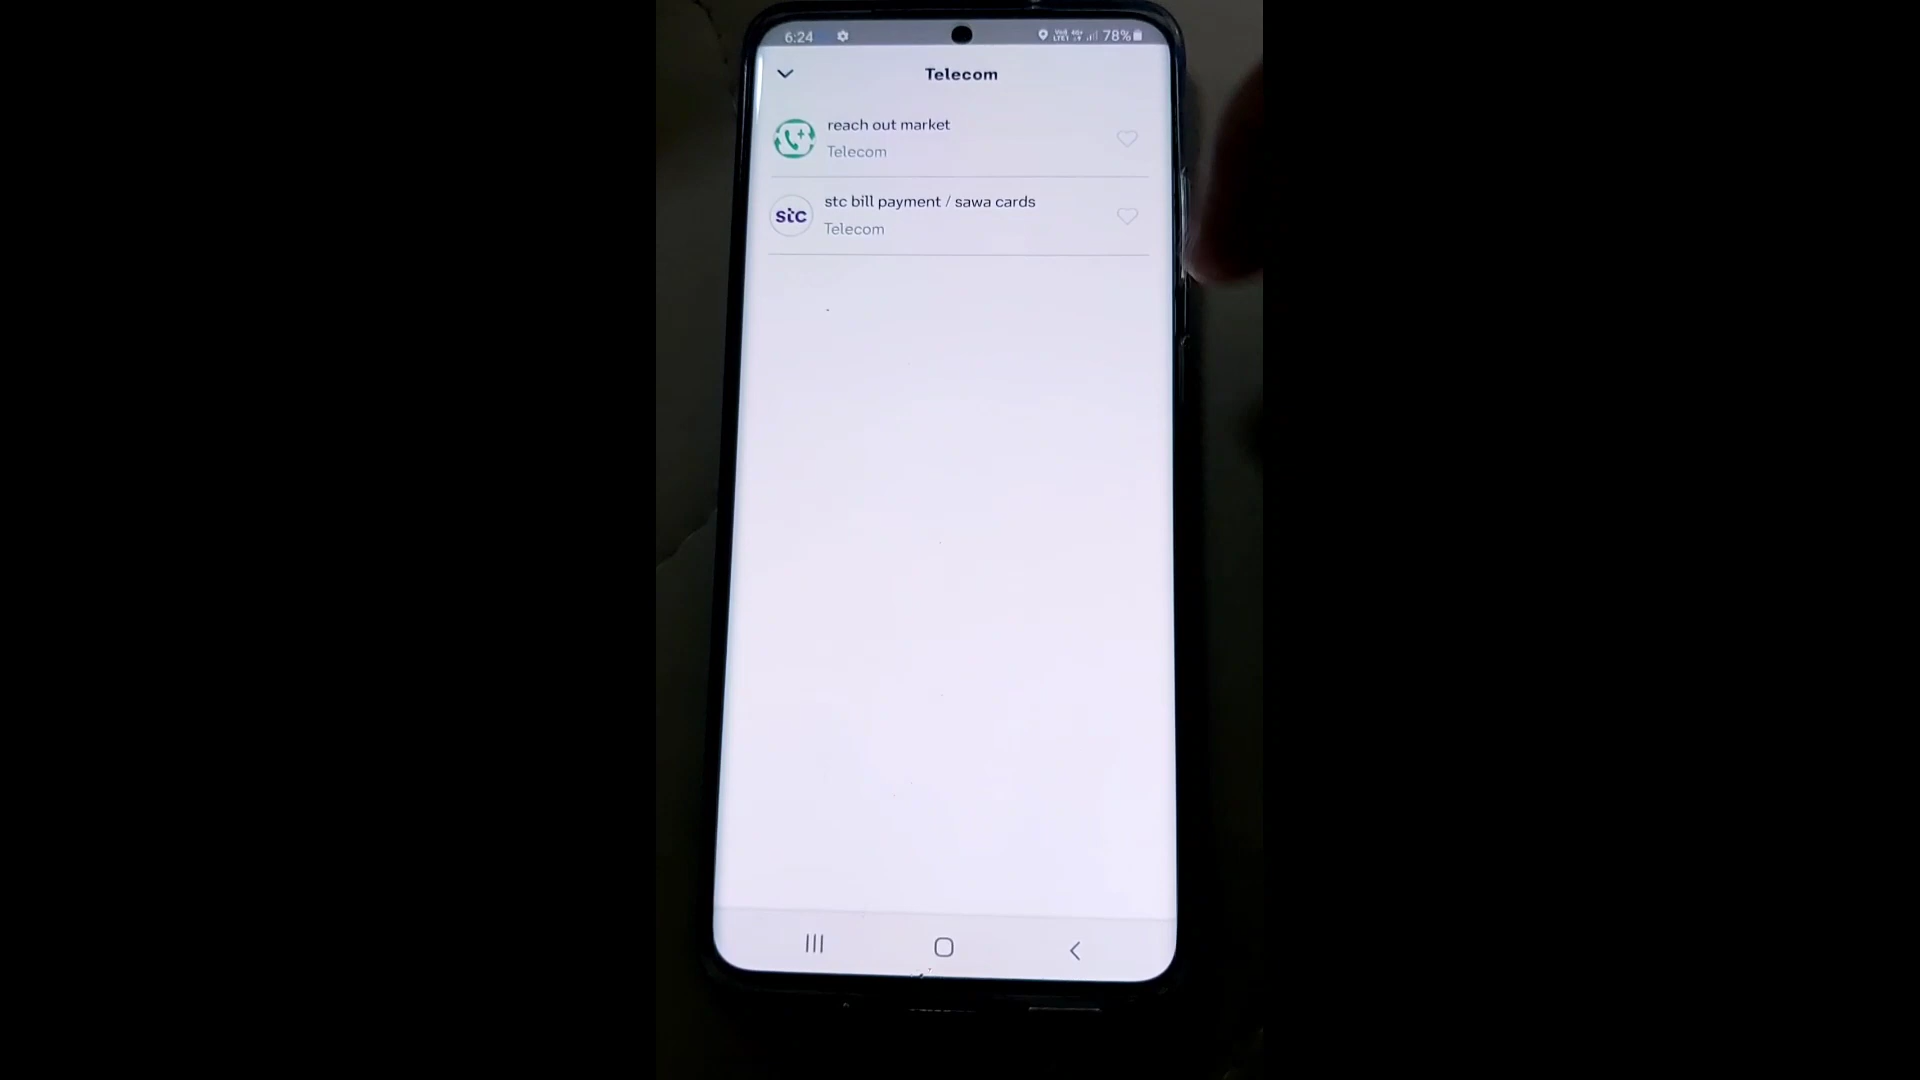 6:24
78%
Telecom
reach out market
Telecom
stc
stc bill payment / sawa cards
Telecom